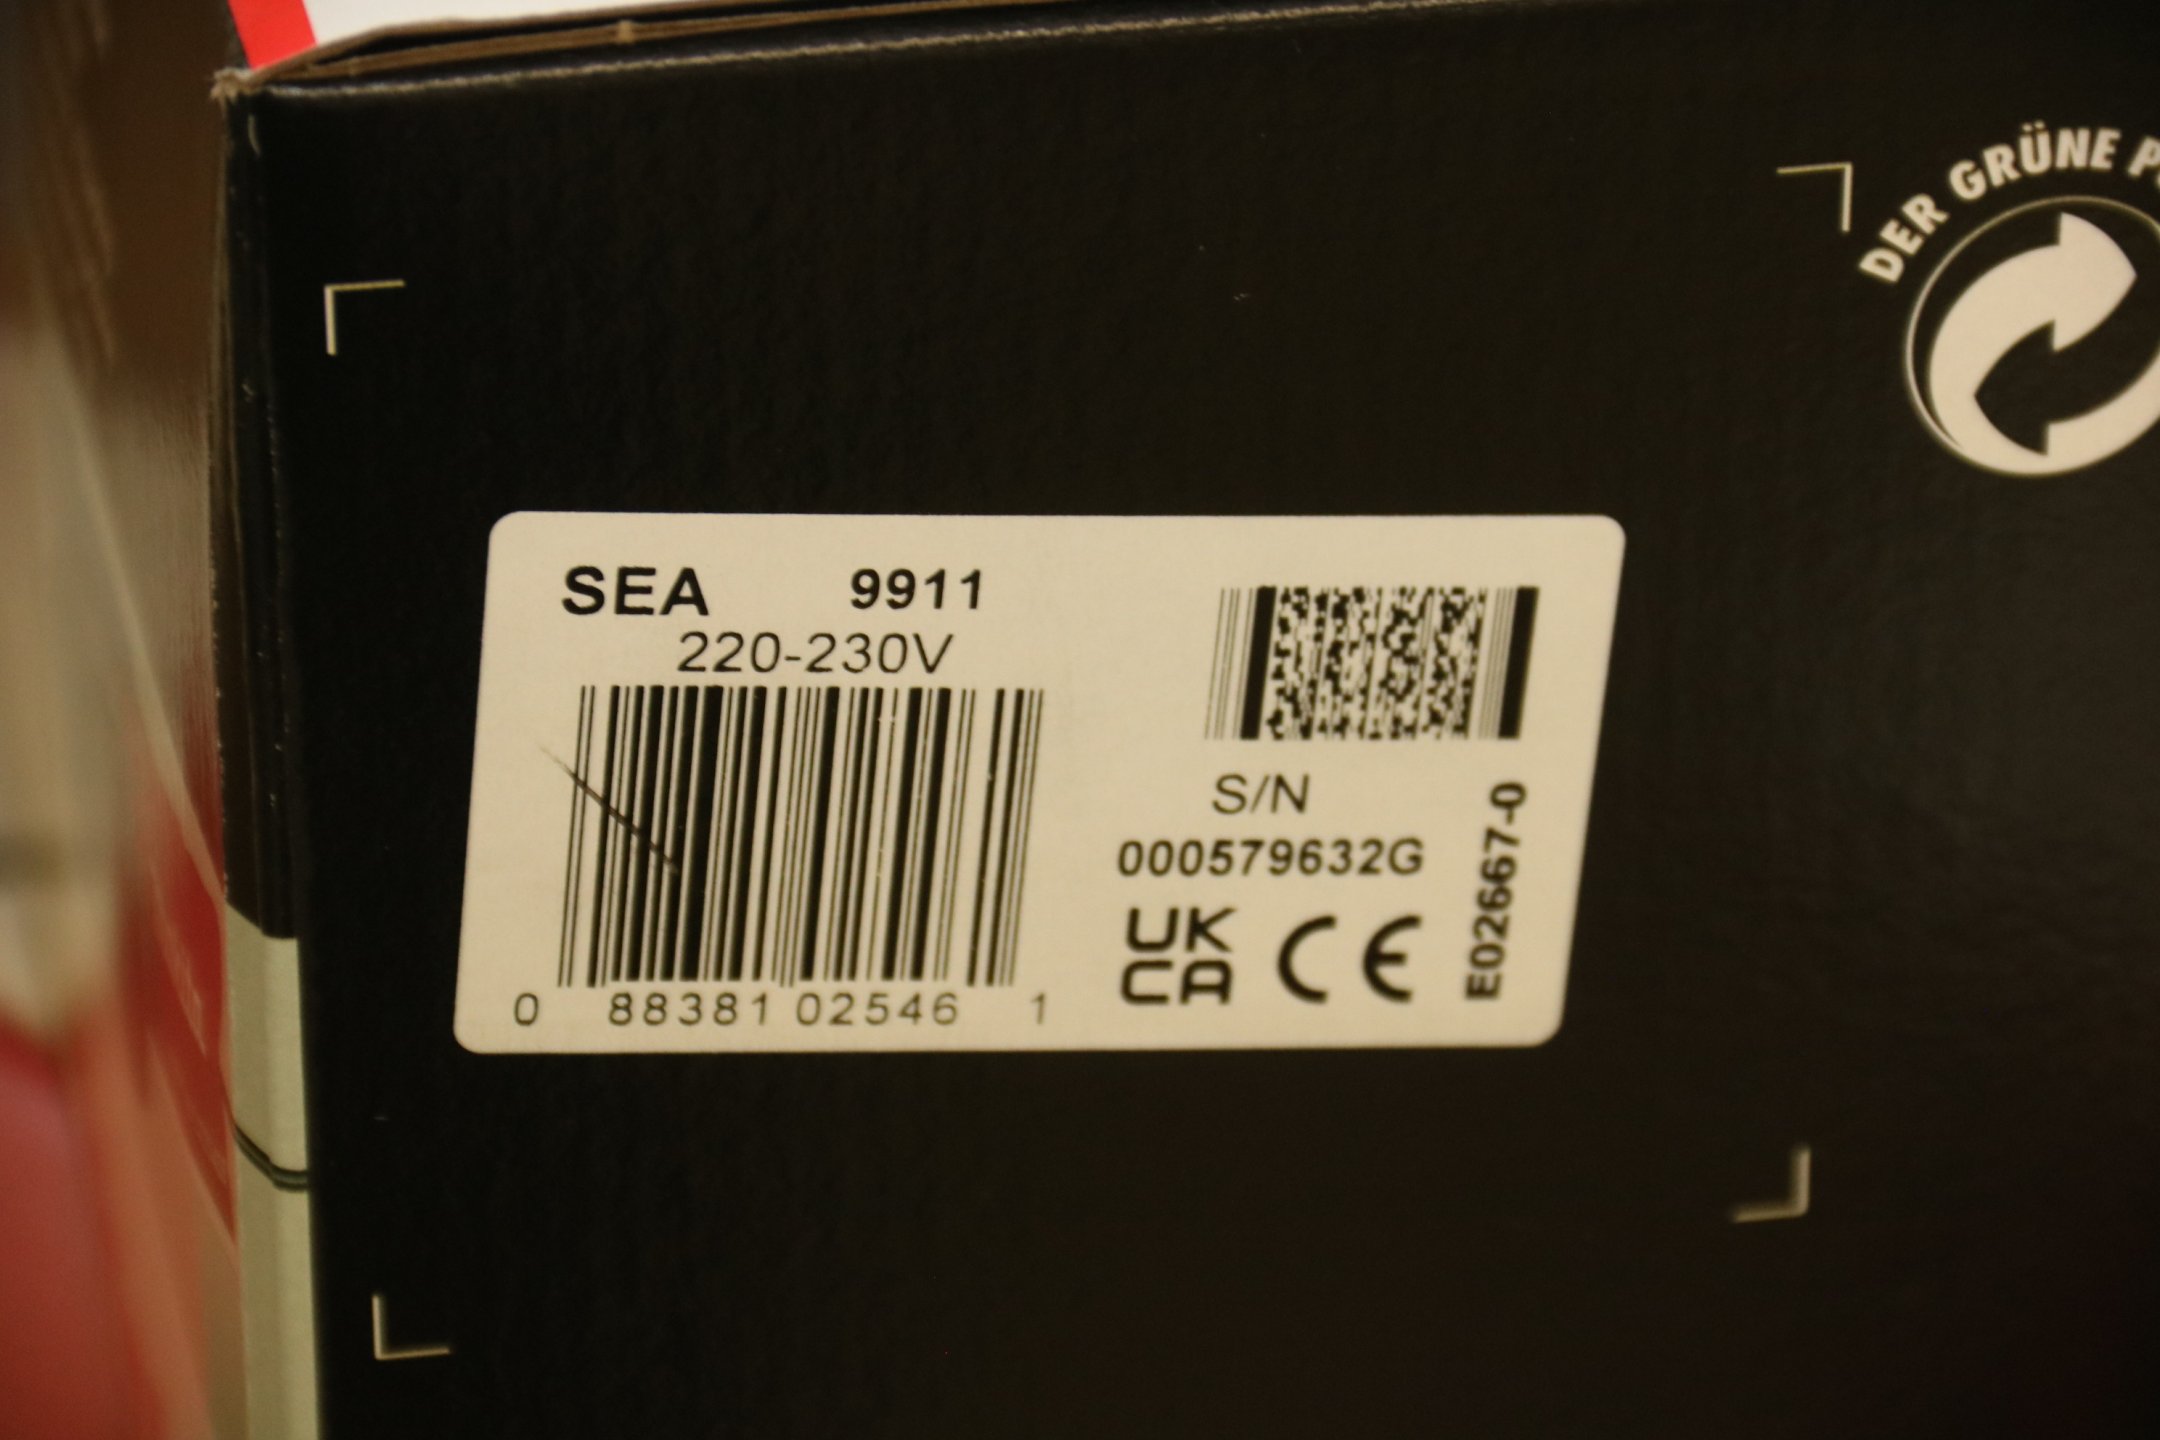 DER GRÜNE P
SEA 9911
220-230V
0 88381 02546 1
S/N
000579632G
UK
CA
CE
E02667-0